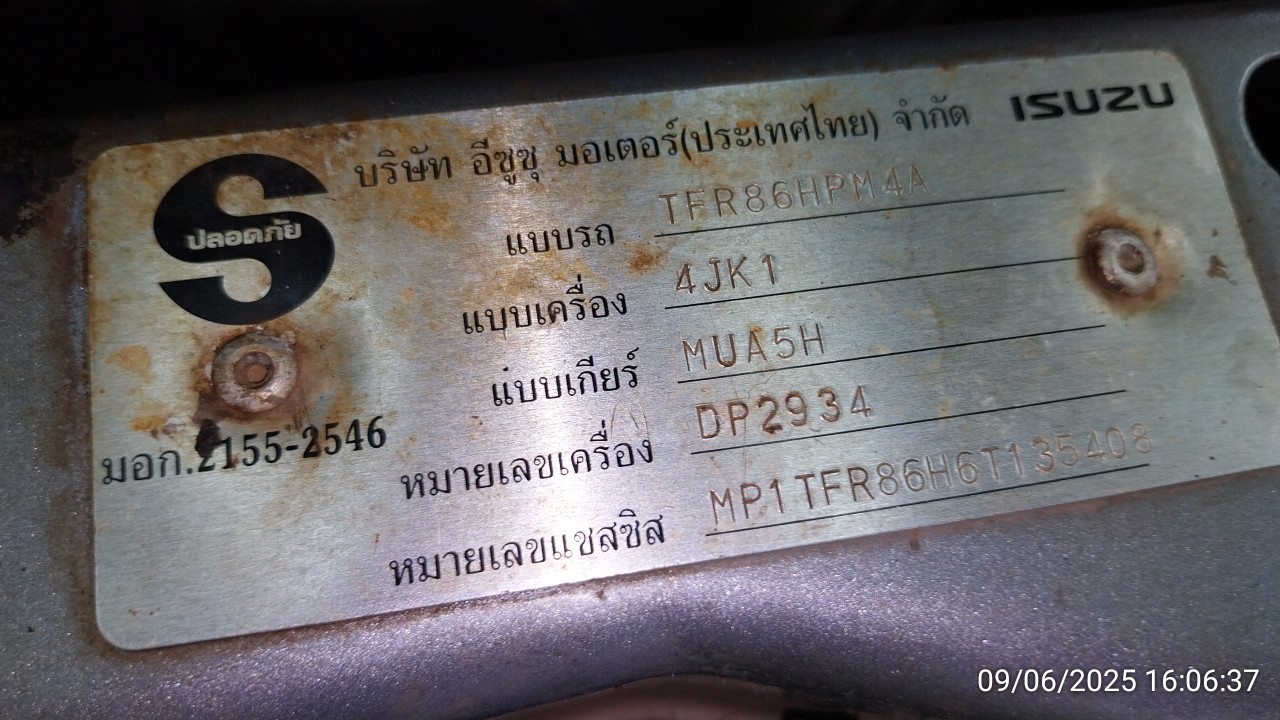 บริษัท อีซูซุ มอเตอร์(ประเทศไทย) จำกัด ISUZU
ปลอดภัย
แบบรถ TFR86HPM4A
แบบเครื่อง 4JK1
แบบเกียร์ MUA5H
มอก.2155-2546
หมายเลขเครื่อง DP2934
หมายเลขแชสซิส MP1TFR86H6T135408
09/06/2025 16:06:37